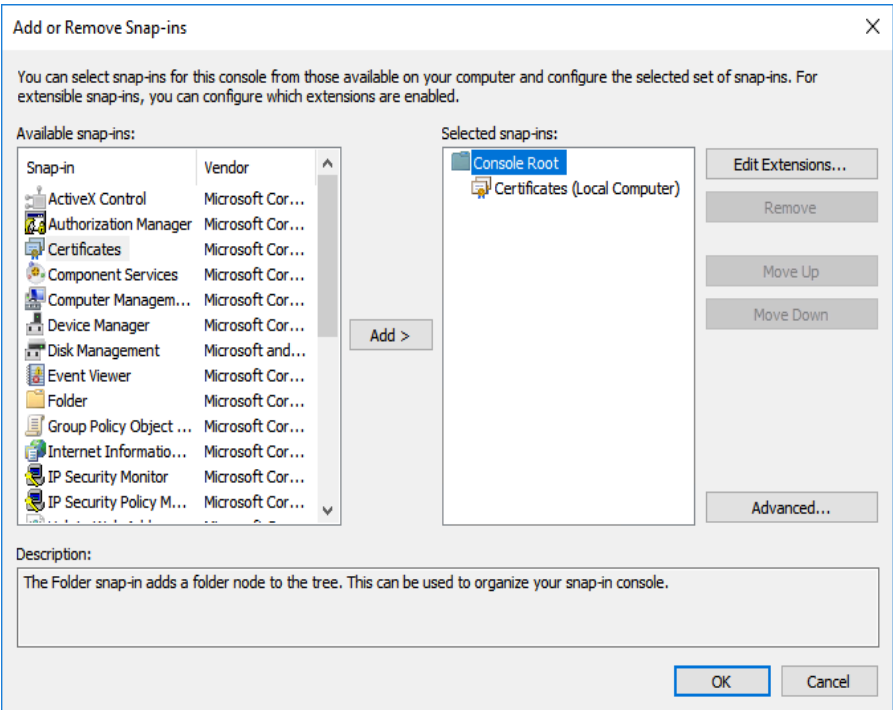 Add or Remove Snap-ins
You can select snap-ins for this console from those available on your computer and configure the selected set of snap-ins. For
extensible snap-ins, you can configure which extensions are enabled.
Available snap-ins:
Selected snap-ins:
Snap-in Vendor
ActiveX Control Microsoft Cor...
Authorization Manager Microsoft Cor...
Certificates Microsoft Cor...
Component Services Microsoft Cor...
Computer Managem... Microsoft Cor...
Device Manager Microsoft Cor...
Disk Management Microsoft and...
Event Viewer Microsoft Cor...
Folder Microsoft Cor...
Group Policy Object ... Microsoft Cor...
Internet Informatio... Microsoft Cor...
IP Security Monitor Microsoft Cor...
IP Security Policy M... Microsoft Cor...
Add >
Console Root
Certificates (Local Computer)
Edit Extensions...
Remove
Move Up
Move Down
Advanced...
Description:
The Folder snap-in adds a folder node to the tree. This can be used to organize your snap-in console.
OK
Cancel